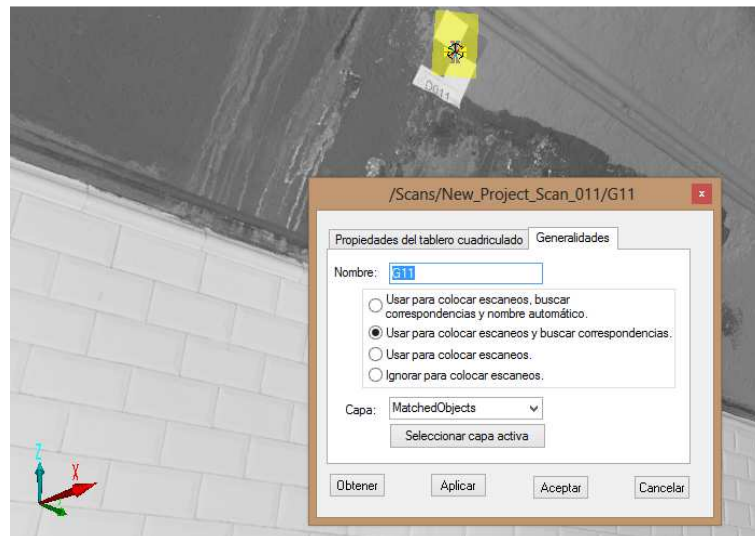 D011
/Scans/New_Project_Scan_011/G11
x
Propiedades del tablero cuadriculado
Generalidades
Nombre: G11
Usar para colocar escaneos, buscar
correspondencias y nombre automático.
Usar para colocar escaneos y buscar correspondencias.
Usar para colocar escaneos.
Ignorar para colocar escaneos.
Capa: MatchedObjects
Seleccionar capa activa
Obtener Aplicar Aceptar Cancelar
Z X Y